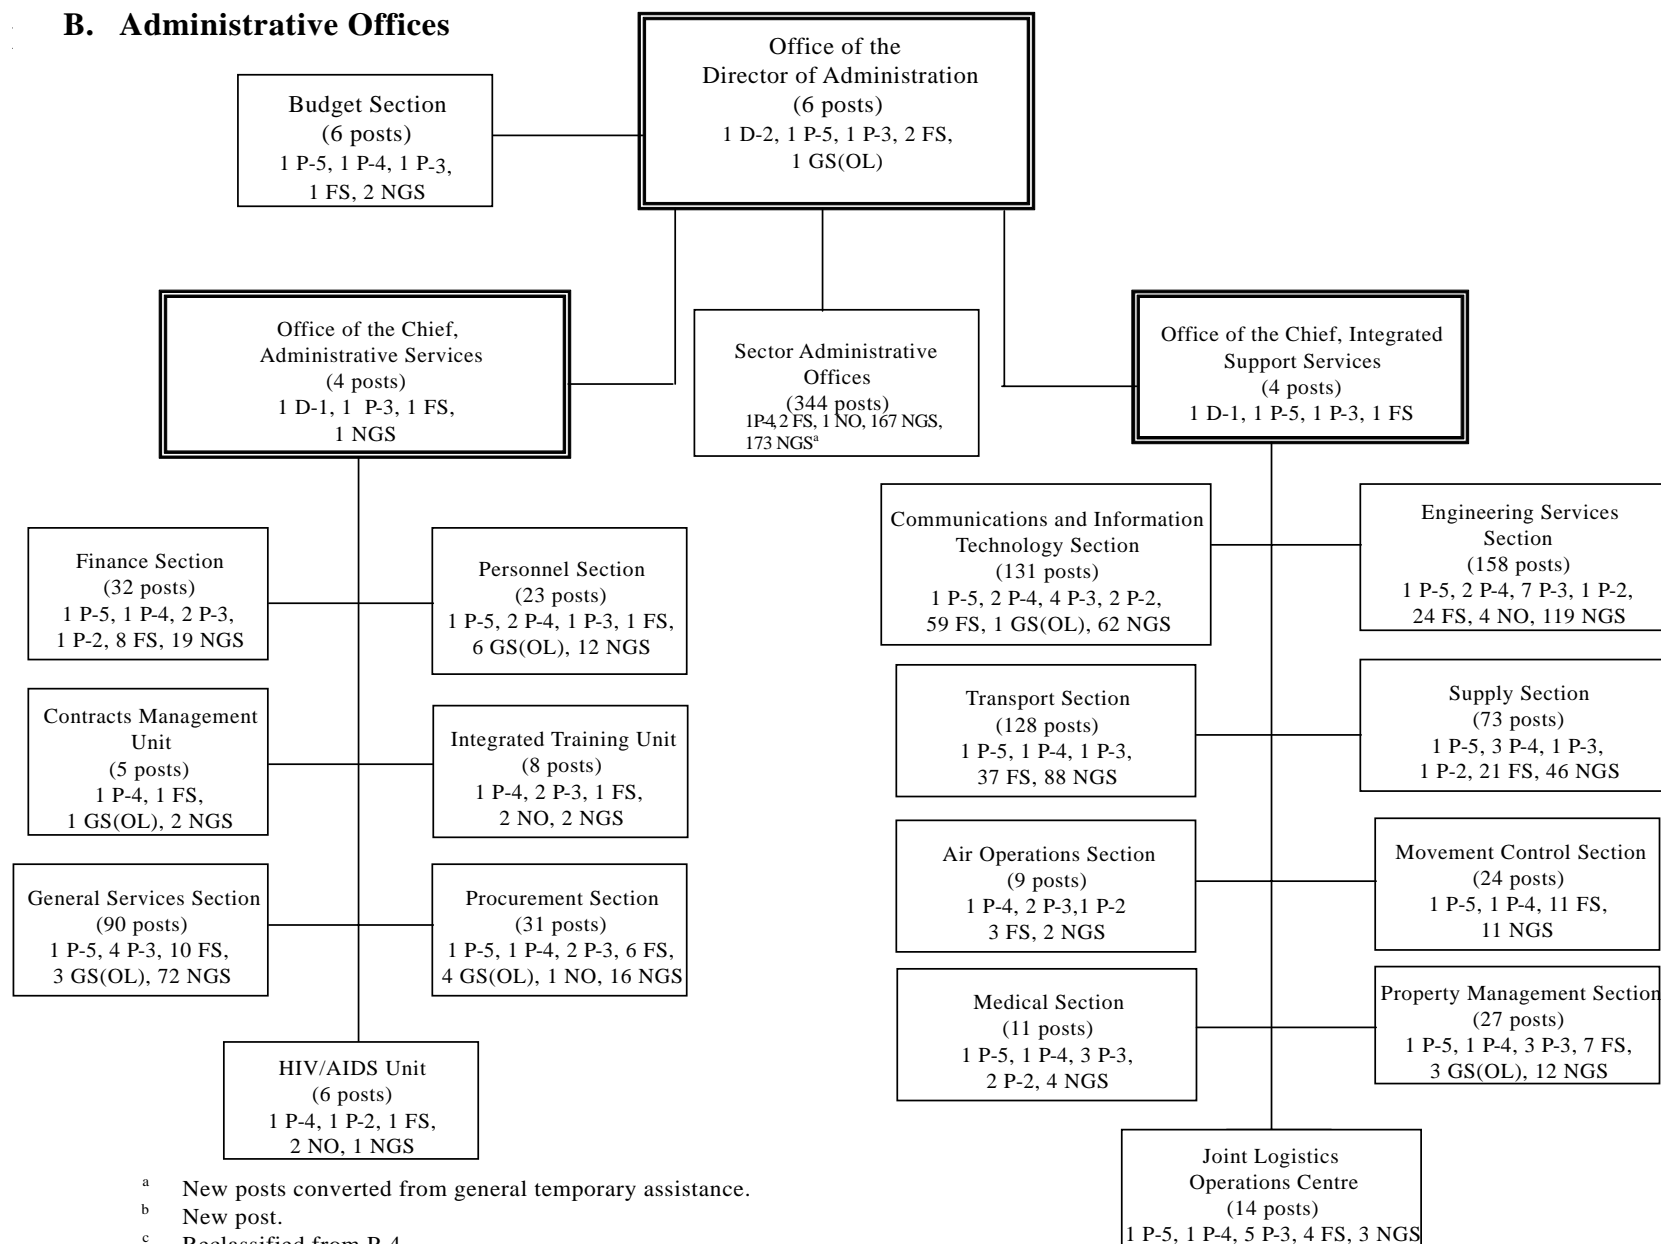 B. Administrative Offices
Office of the
Director of Administration
(6 posts)
1 D-2, 1 P-5, 1 P-3, 2 FS,
1 GS(OL)
Budget Section
(6 posts)
1 P-5, 1 P-4, 1 P-3,
1 FS, 2 NGS
Office of the Chief,
Administrative Services
(4 posts)
1 D-1, 1 P-3, 1 FS,
1 NGS
Sector Administrative
Offices
(344 posts)
1P-4, 2 FS, 1 NO, 167 NGS,
173 NGSa
Office of the Chief, Integrated
Support Services
(4 posts)
1 D-1, 1 P-5, 1 P-3, 1 FS
Finance Section
(32 posts)
1 P-5, 1 P-4, 2 P-3,
1 P-2, 8 FS, 19 NGS
Personnel Section
(23 posts)
1 P-5, 2 P-4, 1 P-3, 1 FS,
6 GS(OL), 12 NGS
Contracts Management
Unit
(5 posts)
1 P-4, 1 FS,
1 GS(OL), 2 NGS
Integrated Training Unit
(8 posts)
1 P-4, 2 P-3, 1 FS,
2 NO, 2 NGS
General Services Section
(90 posts)
1 P-5, 4 P-3, 10 FS,
3 GS(OL), 72 NGS
Procurement Section
(31 posts)
1 P-5, 1 P-4, 2 P-3, 6 FS,
4 GS(OL), 1 NO, 16 NGS
HIV/AIDS Unit
(6 posts)
1 P-4, 1 P-2, 1 FS,
2 NO, 1 NGS
Communications and Information
Technology Section
(131 posts)
1 P-5, 2 P-4, 4 P-3, 2 P-2,
59 FS, 1 GS(OL), 62 NGS
Engineering Services
Section
(158 posts)
1 P-5, 2 P-4, 7 P-3, 1 P-2,
24 FS, 4 NO, 119 NGS
Transport Section
(128 posts)
1 P-5, 1 P-4, 1 P-3,
37 FS, 88 NGS
Supply Section
(73 posts)
1 P-5, 3 P-4, 1 P-3,
1 P-2, 21 FS, 46 NGS
Air Operations Section
(9 posts)
1 P-4, 2 P-3,1 P-2
3 FS, 2 NGS
Movement Control Section
(24 posts)
1 P-5, 1 P-4, 11 FS,
11 NGS
Medical Section
(11 posts)
1 P-5, 1 P-4, 3 P-3,
2 P-2, 4 NGS
Property Management Section
(27 posts)
1 P-5, 1 P-4, 3 P-3, 7 FS,
3 GS(OL), 12 NGS
Joint Logistics
Operations Centre
(14 posts)
1 P-5, 1 P-4, 5 P-3, 4 FS, 3 NGS
a New posts converted from general temporary assistance.
b New post.
c Reclassified from P-4